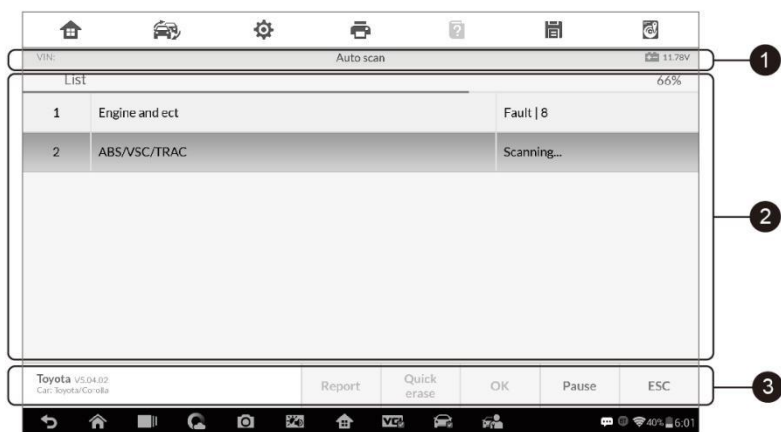 VIN: Auto scan 11.78V
1
List 66%
1 Engine and ect Fault | 8
2 ABS/VSC/TRAC Scanning...
2
Toyota V5.04.02
Car: Toyota/Corolla
Report Quick erase OK Pause ESC
3
VCI 40% 6:01